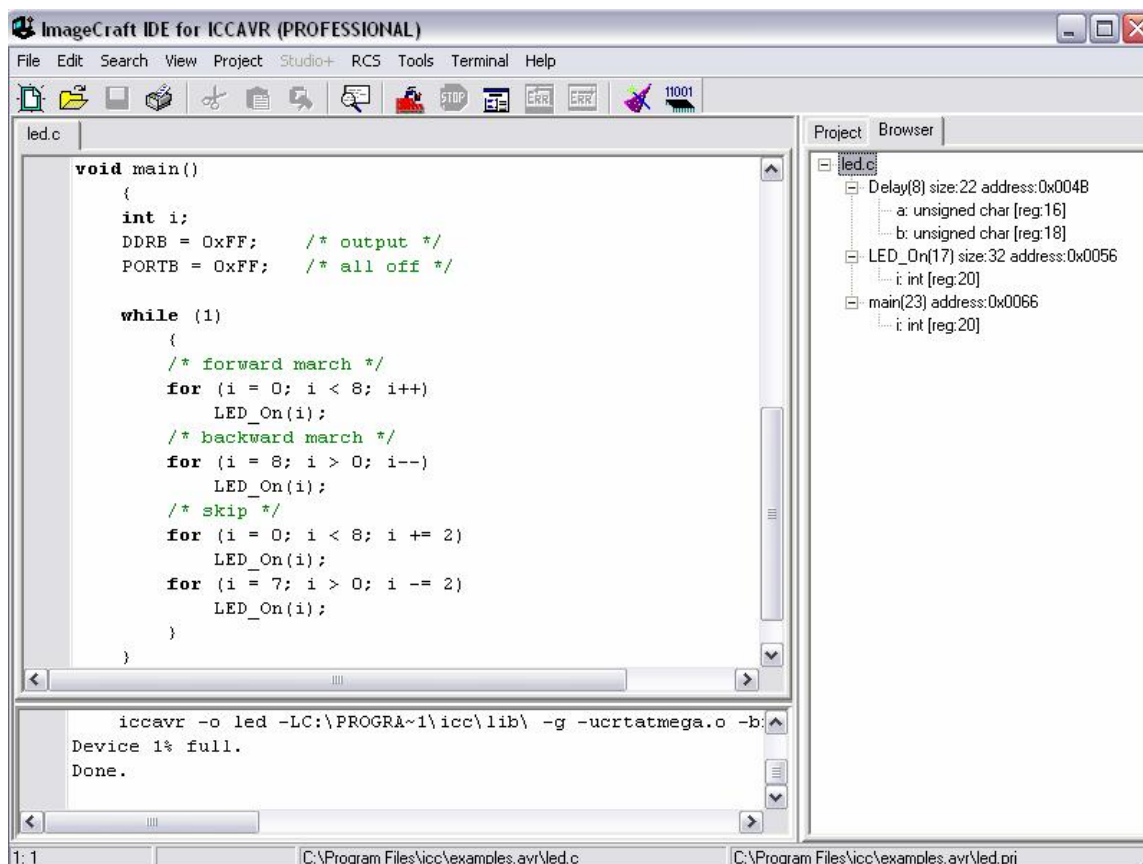 ImageCraft IDE for ICCAVR (PROFESSIONAL)
File Edit Search View Project Studio+ RCS Tools Terminal Help
STOP ERR ERR 11001
led.c
void main()
{
int i;
DDRB = 0xFF; /* output */
PORTB = 0xFF; /* all off */
while (1)
{
/* forward march */
for (i = 0; i < 8; i++)
LED_On(i);
/* backward march */
for (i = 8; i > 0; i--)
LED_On(i);
/* skip */
for (i = 0; i < 8; i += 2)
LED_On(i);
for (i = 7; i > 0; i -= 2)
LED_On(i);
}
}
Project Browser
led.c
Delay(8) size:22 address:0x004B
a: unsigned char [reg:16]
b: unsigned char [reg:18]
LED_On(17) size:32 address:0x0056
i: int [reg:20]
main(23) address:0x0066
i: int [reg:20]
iccavr -o led -LC:\PROGRA~1\icc\lib\ -g -ucrtatmega.o
Device 1% full.
Done.
1: 1 C:\Program Files\icc\examples.avr\led.c C:\Program Files\icc\examples.avr\led.prj